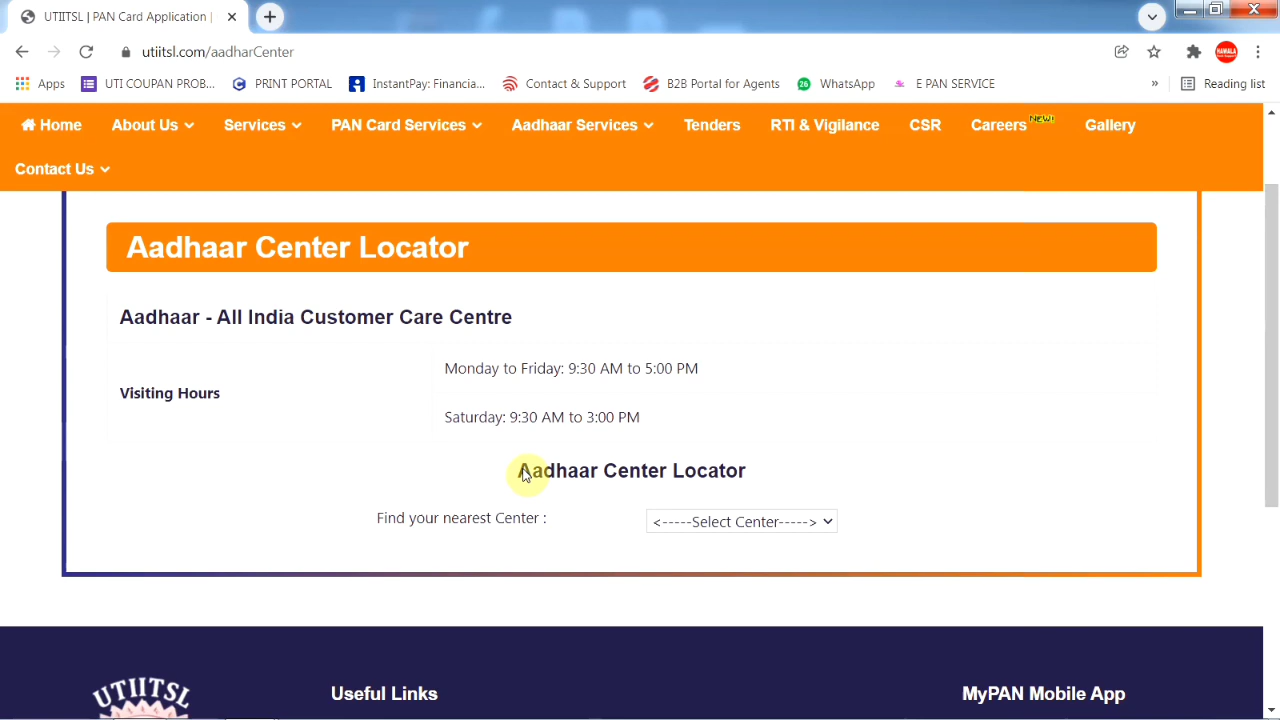 UTIITSL | PAN Card Application |
utiitsl.com/aadharCenter
Apps UTI COUPAN PROB... PRINT PORTAL InstantPay: Financia... Contact & Support B2B Portal for Agents 26 WhatsApp E PAN SERVICE » Reading list
Home About Us Services PAN Card Services Aadhaar Services Tenders RTI & Vigilance CSR Careers NEW! Gallery
Contact Us
Aadhaar Center Locator
Aadhaar - All India Customer Care Centre
Monday to Friday: 9:30 AM to 5:00 PM
Visiting Hours
Saturday: 9:30 AM to 3:00 PM
Aadhaar Center Locator
Find your nearest Center : <-----Select Center----->
UTIITSL Useful Links MyPAN Mobile App